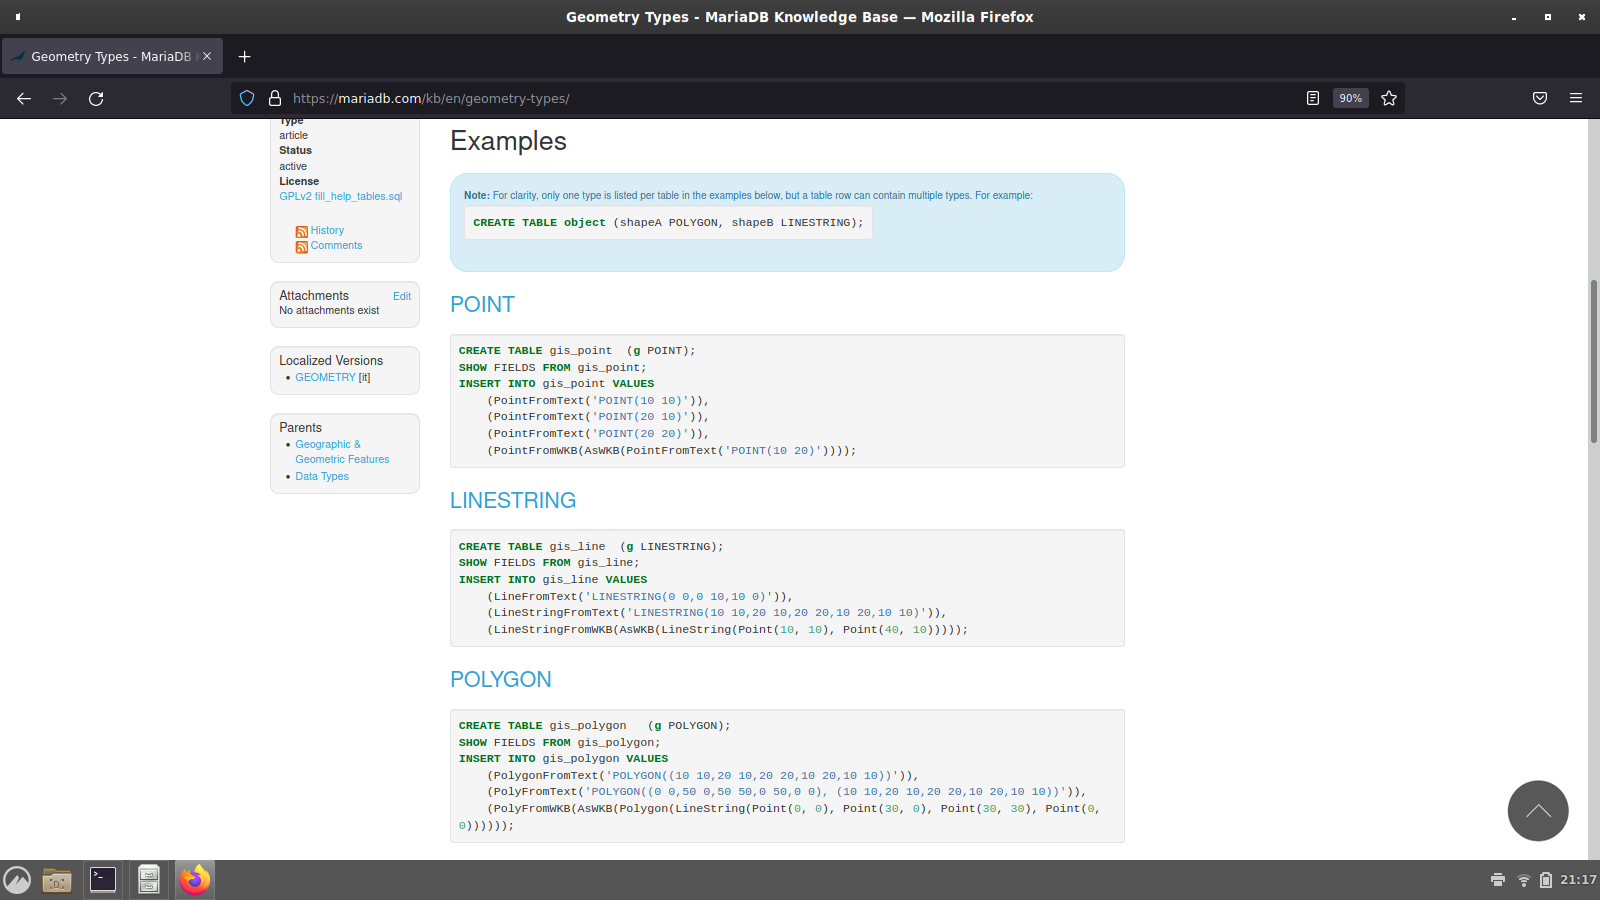 Geometry Types - MariaDB Knowledge Base — Mozilla Firefox
Geometry Types - MariaDB
https://mariadb.com/kb/en/geometry-types/
90%
Type
article
Status
active
License
GPLv2 fill_help_tables.sql
History
Comments
Attachments
Edit
No attachments exist
Localized Versions
GEOMETRY [it]
Parents
Geographic &
Geometric Features
Data Types
Examples
Note: For clarity, only one type is listed per table in the examples below, but a table row can contain multiple types. For example:
CREATE TABLE object (shapeA POLYGON, shapeB LINESTRING);
POINT
CREATE TABLE gis_point  (g POINT);
SHOW FIELDS FROM gis_point;
INSERT INTO gis_point VALUES
    (PointFromText('POINT(10 10)')),
    (PointFromText('POINT(20 10)')),
    (PointFromText('POINT(20 20)')),
    (PointFromWKB(AsWKB(PointFromText('POINT(10 20)'))));
LINESTRING
CREATE TABLE gis_line  (g LINESTRING);
SHOW FIELDS FROM gis_line;
INSERT INTO gis_line VALUES
    (LineFromText('LINESTRING(0 0,0 10,10 0)')),
    (LineStringFromText('LINESTRING(10 10,20 10,20 20,10 20,10 10)')),
    (LineStringFromWKB(AsWKB(LineString(Point(10, 10), Point(40, 10)))));
POLYGON
CREATE TABLE gis_polygon   (g POLYGON);
SHOW FIELDS FROM gis_polygon;
INSERT INTO gis_polygon VALUES
    (PolygonFromText('POLYGON((10 10,20 10,20 20,10 20,10 10))')),
    (PolyFromText('POLYGON((0 0,50 0,50 50,0 50,0 0), (10 10,20 10,20 20,10 20,10 10))')),
    (PolyFromWKB(AsWKB(Polygon(LineString(Point(0, 0), Point(30, 0), Point(30, 30), Point(0,
0))))));
21:17